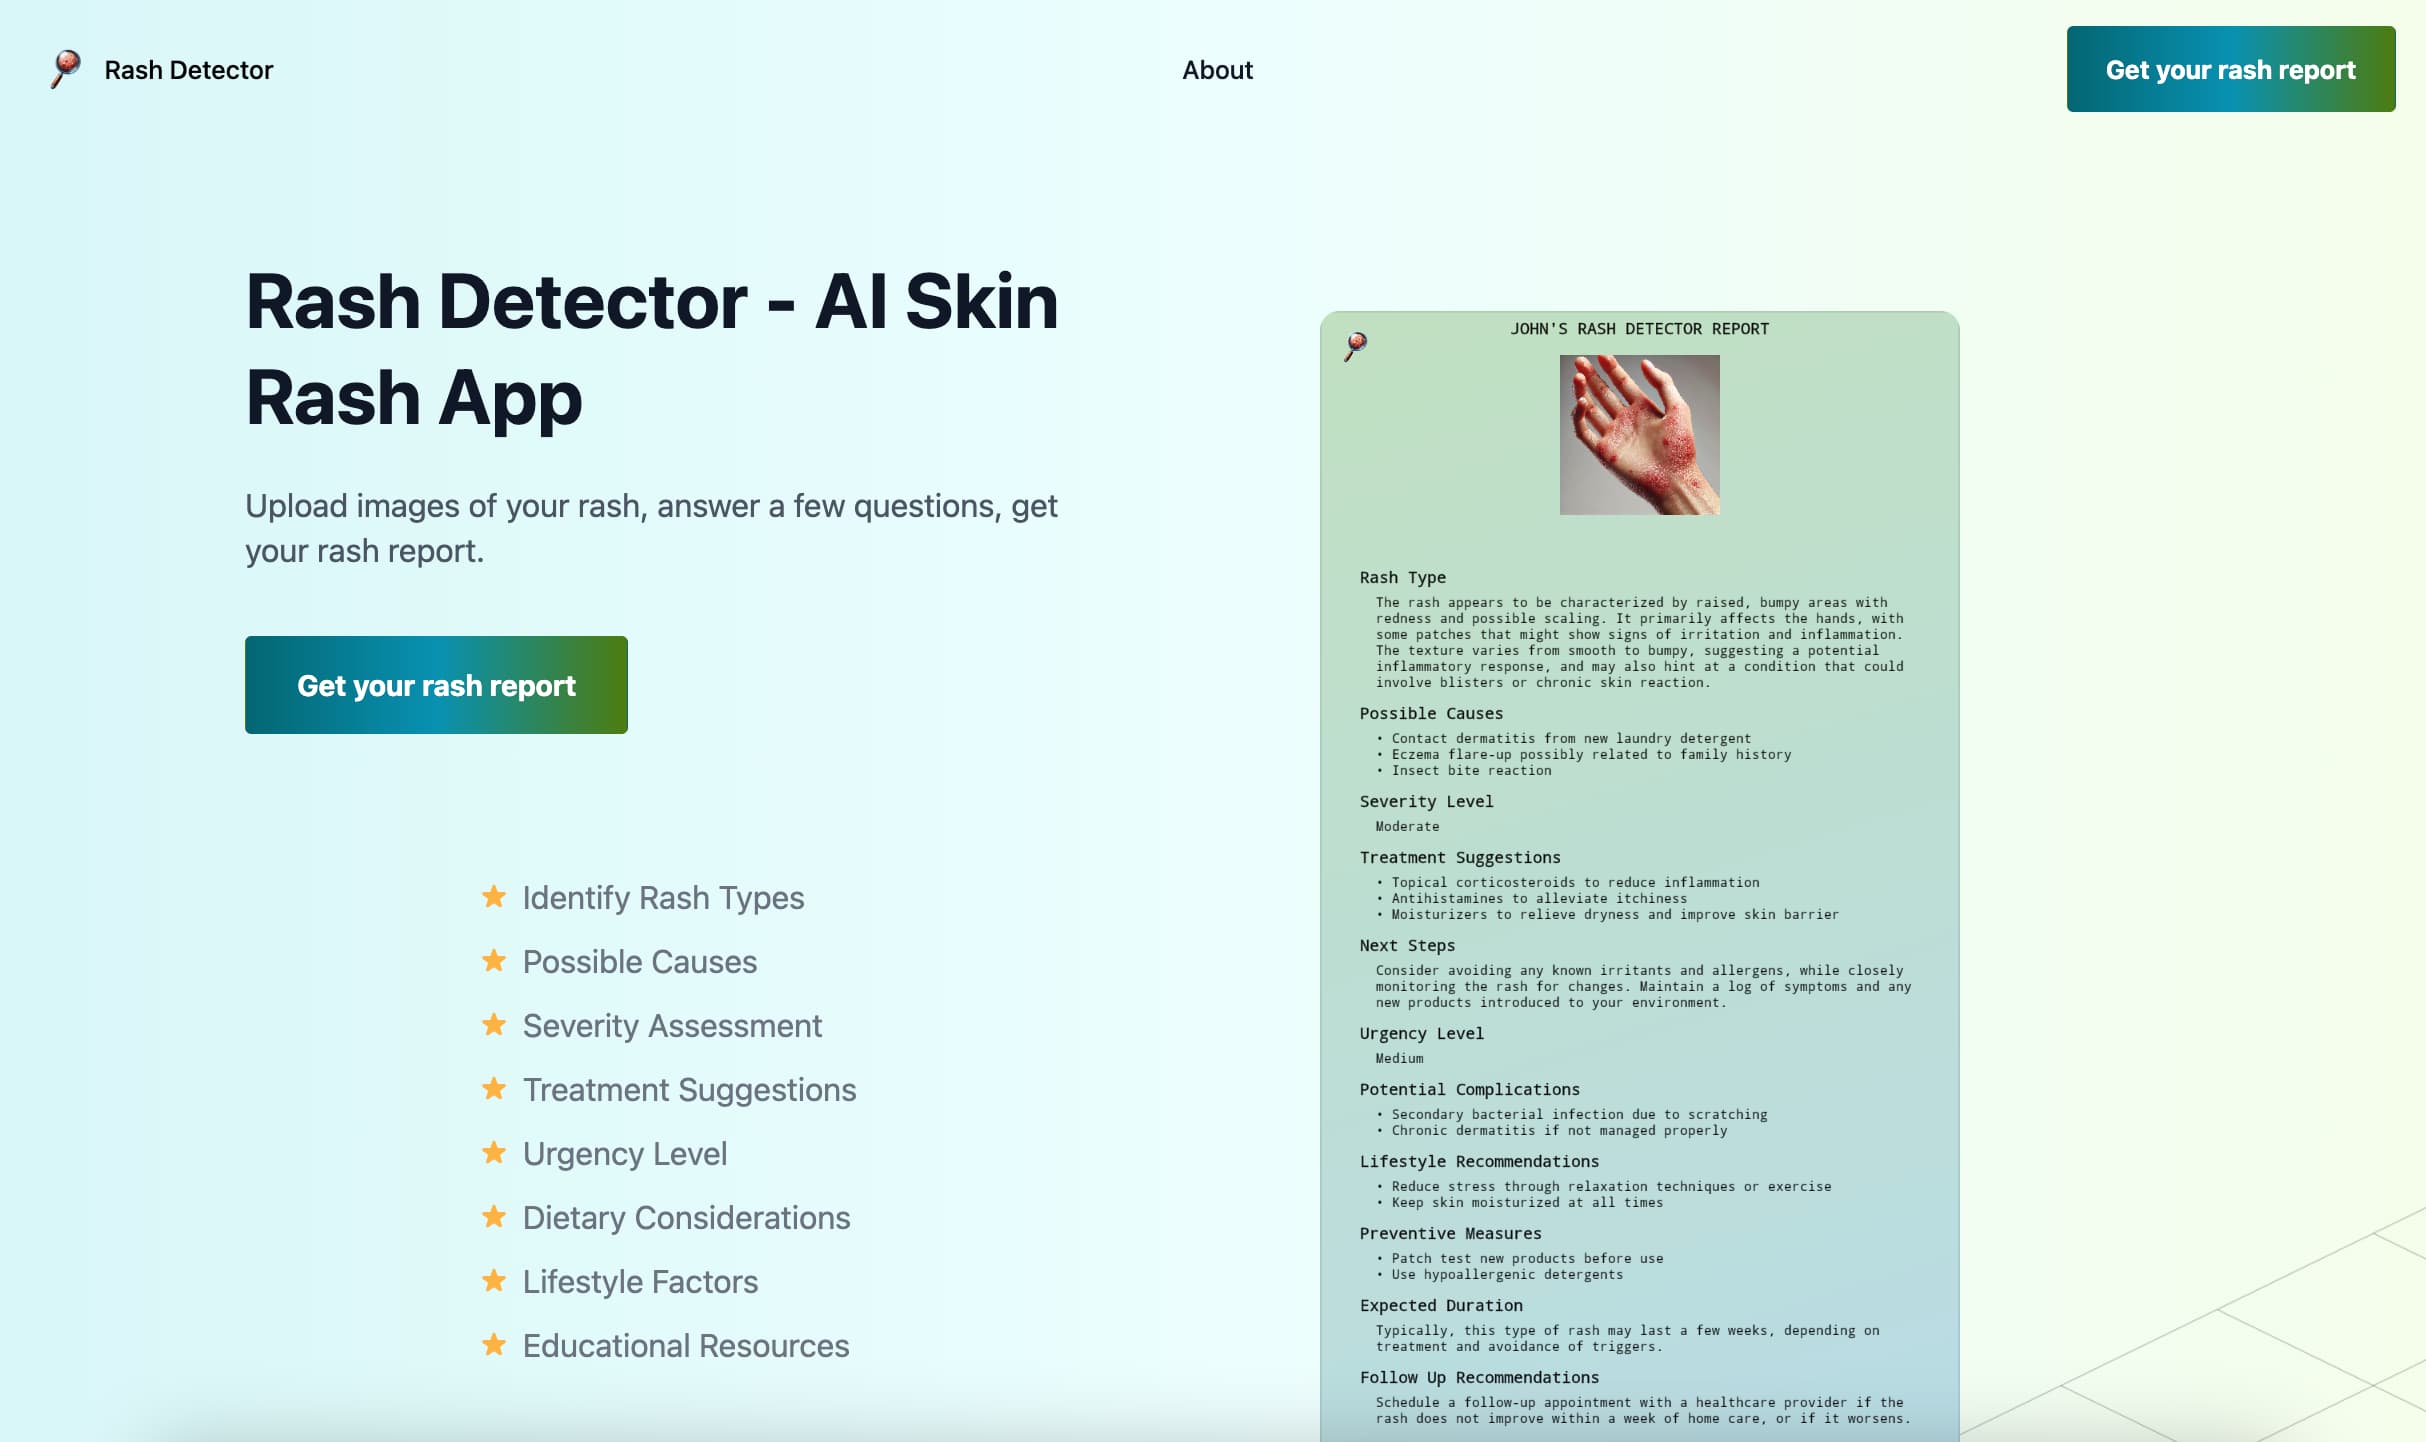 Rash Detector
About
Get your rash report
Rash Detector - AI Skin
Rash App
Upload images of your rash, answer a few questions, get
your rash report.
Get your rash report
Identify Rash Types
Possible Causes
Severity Assessment
Treatment Suggestions
Urgency Level
Dietary Considerations
Lifestyle Factors
Educational Resources
JOHN'S RASH DETECTOR REPORT
Rash Type
The rash appears to be characterized by raised, bumpy areas with
redness and possible scaling. It primarily affects the hands, with
some patches that might show signs of irritation and inflammation.
The texture varies from smooth to bumpy, suggesting a potential
inflammatory response, and may also hint at a condition that could
involve blisters or chronic skin reaction.
Possible Causes
• Contact dermatitis from new laundry detergent
• Eczema flare-up possibly related to family history
• Insect bite reaction
Severity Level
Moderate
Treatment Suggestions
• Topical corticosteroids to reduce inflammation
• Antihistamines to alleviate itchiness
• Moisturizers to relieve dryness and improve skin barrier
Next Steps
Consider avoiding any known irritants and allergens, while closely
monitoring the rash for changes. Maintain a log of symptoms and any
new products introduced to your environment.
Urgency Level
Medium
Potential Complications
• Secondary bacterial infection due to scratching
• Chronic dermatitis if not managed properly
Lifestyle Recommendations
• Reduce stress through relaxation techniques or exercise
• Keep skin moisturized at all times
Preventive Measures
• Patch test new products before use
• Use hypoallergenic detergents
Expected Duration
Typically, this type of rash may last a few weeks, depending on
treatment and avoidance of triggers.
Follow Up Recommendations
Schedule a follow-up appointment with a healthcare provider if the
rash does not improve within a week of home care, or if it worsens.